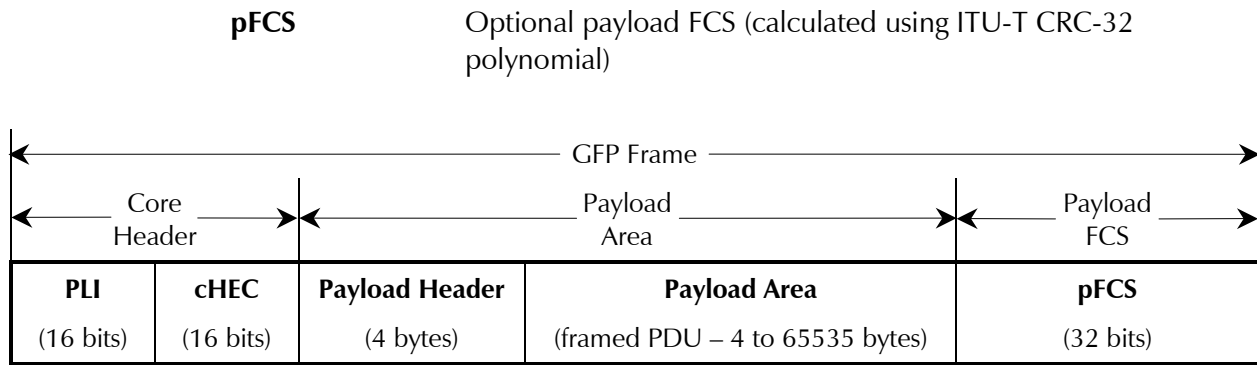 pFCS Optional payload FCS (calculated using ITU-T CRC-32
polynomial)
GFP Frame
Core Payload Payload
Header Area FCS
PLI cHEC Payload Header Payload Area pFCS
(16 bits) (16 bits) (4 bytes) (framed PDU – 4 to 65535 bytes) (32 bits)